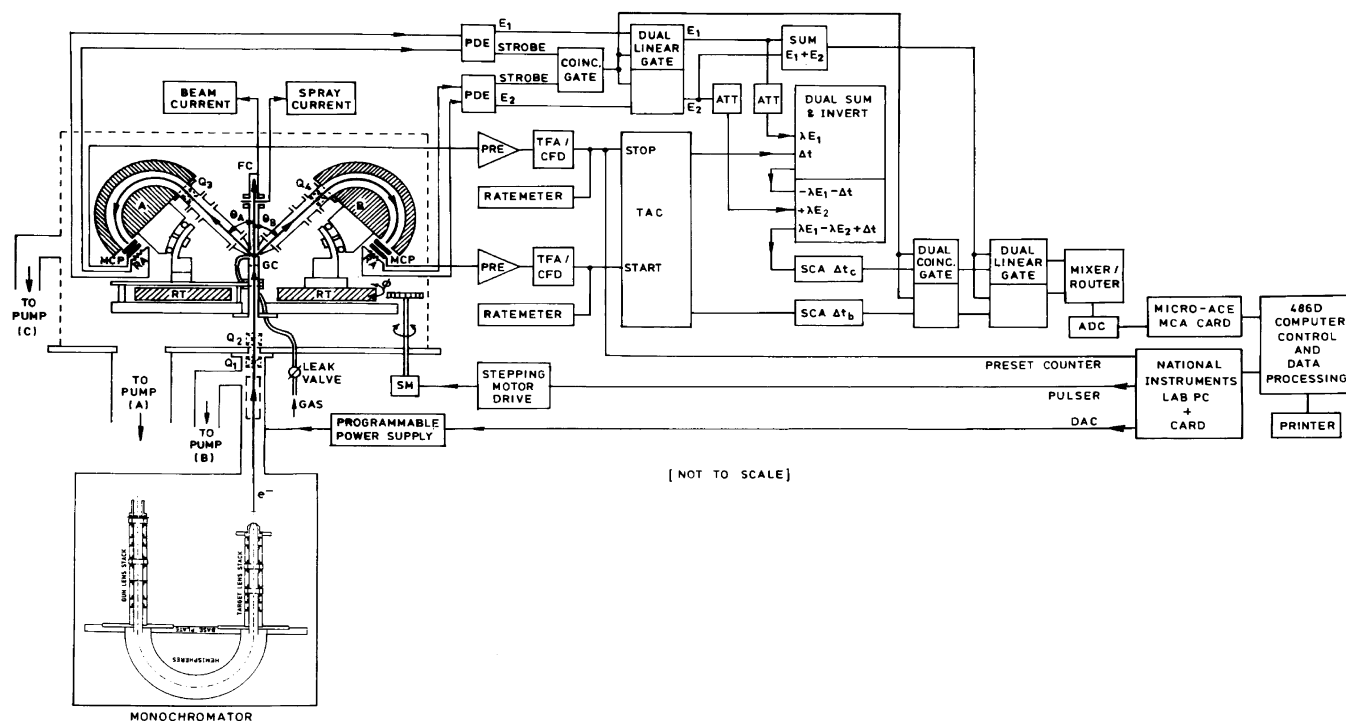 PDE
E1
STROBE
COINC.
GATE
DUAL
LINEAR
GATE
E1
SUM
E1+E2
PDE
STROBE
E2
E2
ATT
ATT
DUAL SUM
& INVERT
λE1
Δt
-λE1-Δt
+λE2
λE1-λE2+Δt
BEAM
CURRENT
SPRAY
CURRENT
FC
Q3
Q4
A
B
θA
θB
MCP
RA
MCP
RA
GC
RT
RT
ø
PRE
TFA/
CFD
RATEMETER
STOP
TAC
START
PRE
TFA/
CFD
RATEMETER
SCA Δtc
SCA Δtb
DUAL
COINC.
GATE
DUAL
LINEAR
GATE
MIXER/
ROUTER
ADC
MICRO-ACE
MCA CARD
486D
COMPUTER
CONTROL
AND
DATA
PROCESSING
PRINTER
NATIONAL
INSTRUMENTS
LAB PC
+
CARD
PRESET COUNTER
PULSER
DAC
TO
PUMP
(C)
TO
PUMP
(A)
TO
PUMP
(B)
Q2
Q1
LEAK
VALVE
GAS
SM
STEPPING
MOTOR
DRIVE
PROGRAMMABLE
POWER SUPPLY
[NOT TO SCALE]
e−
GUN LENS STACK
TARGET LENS STACK
BASE PLATE
HEMISPHERES
MONOCHROMATOR